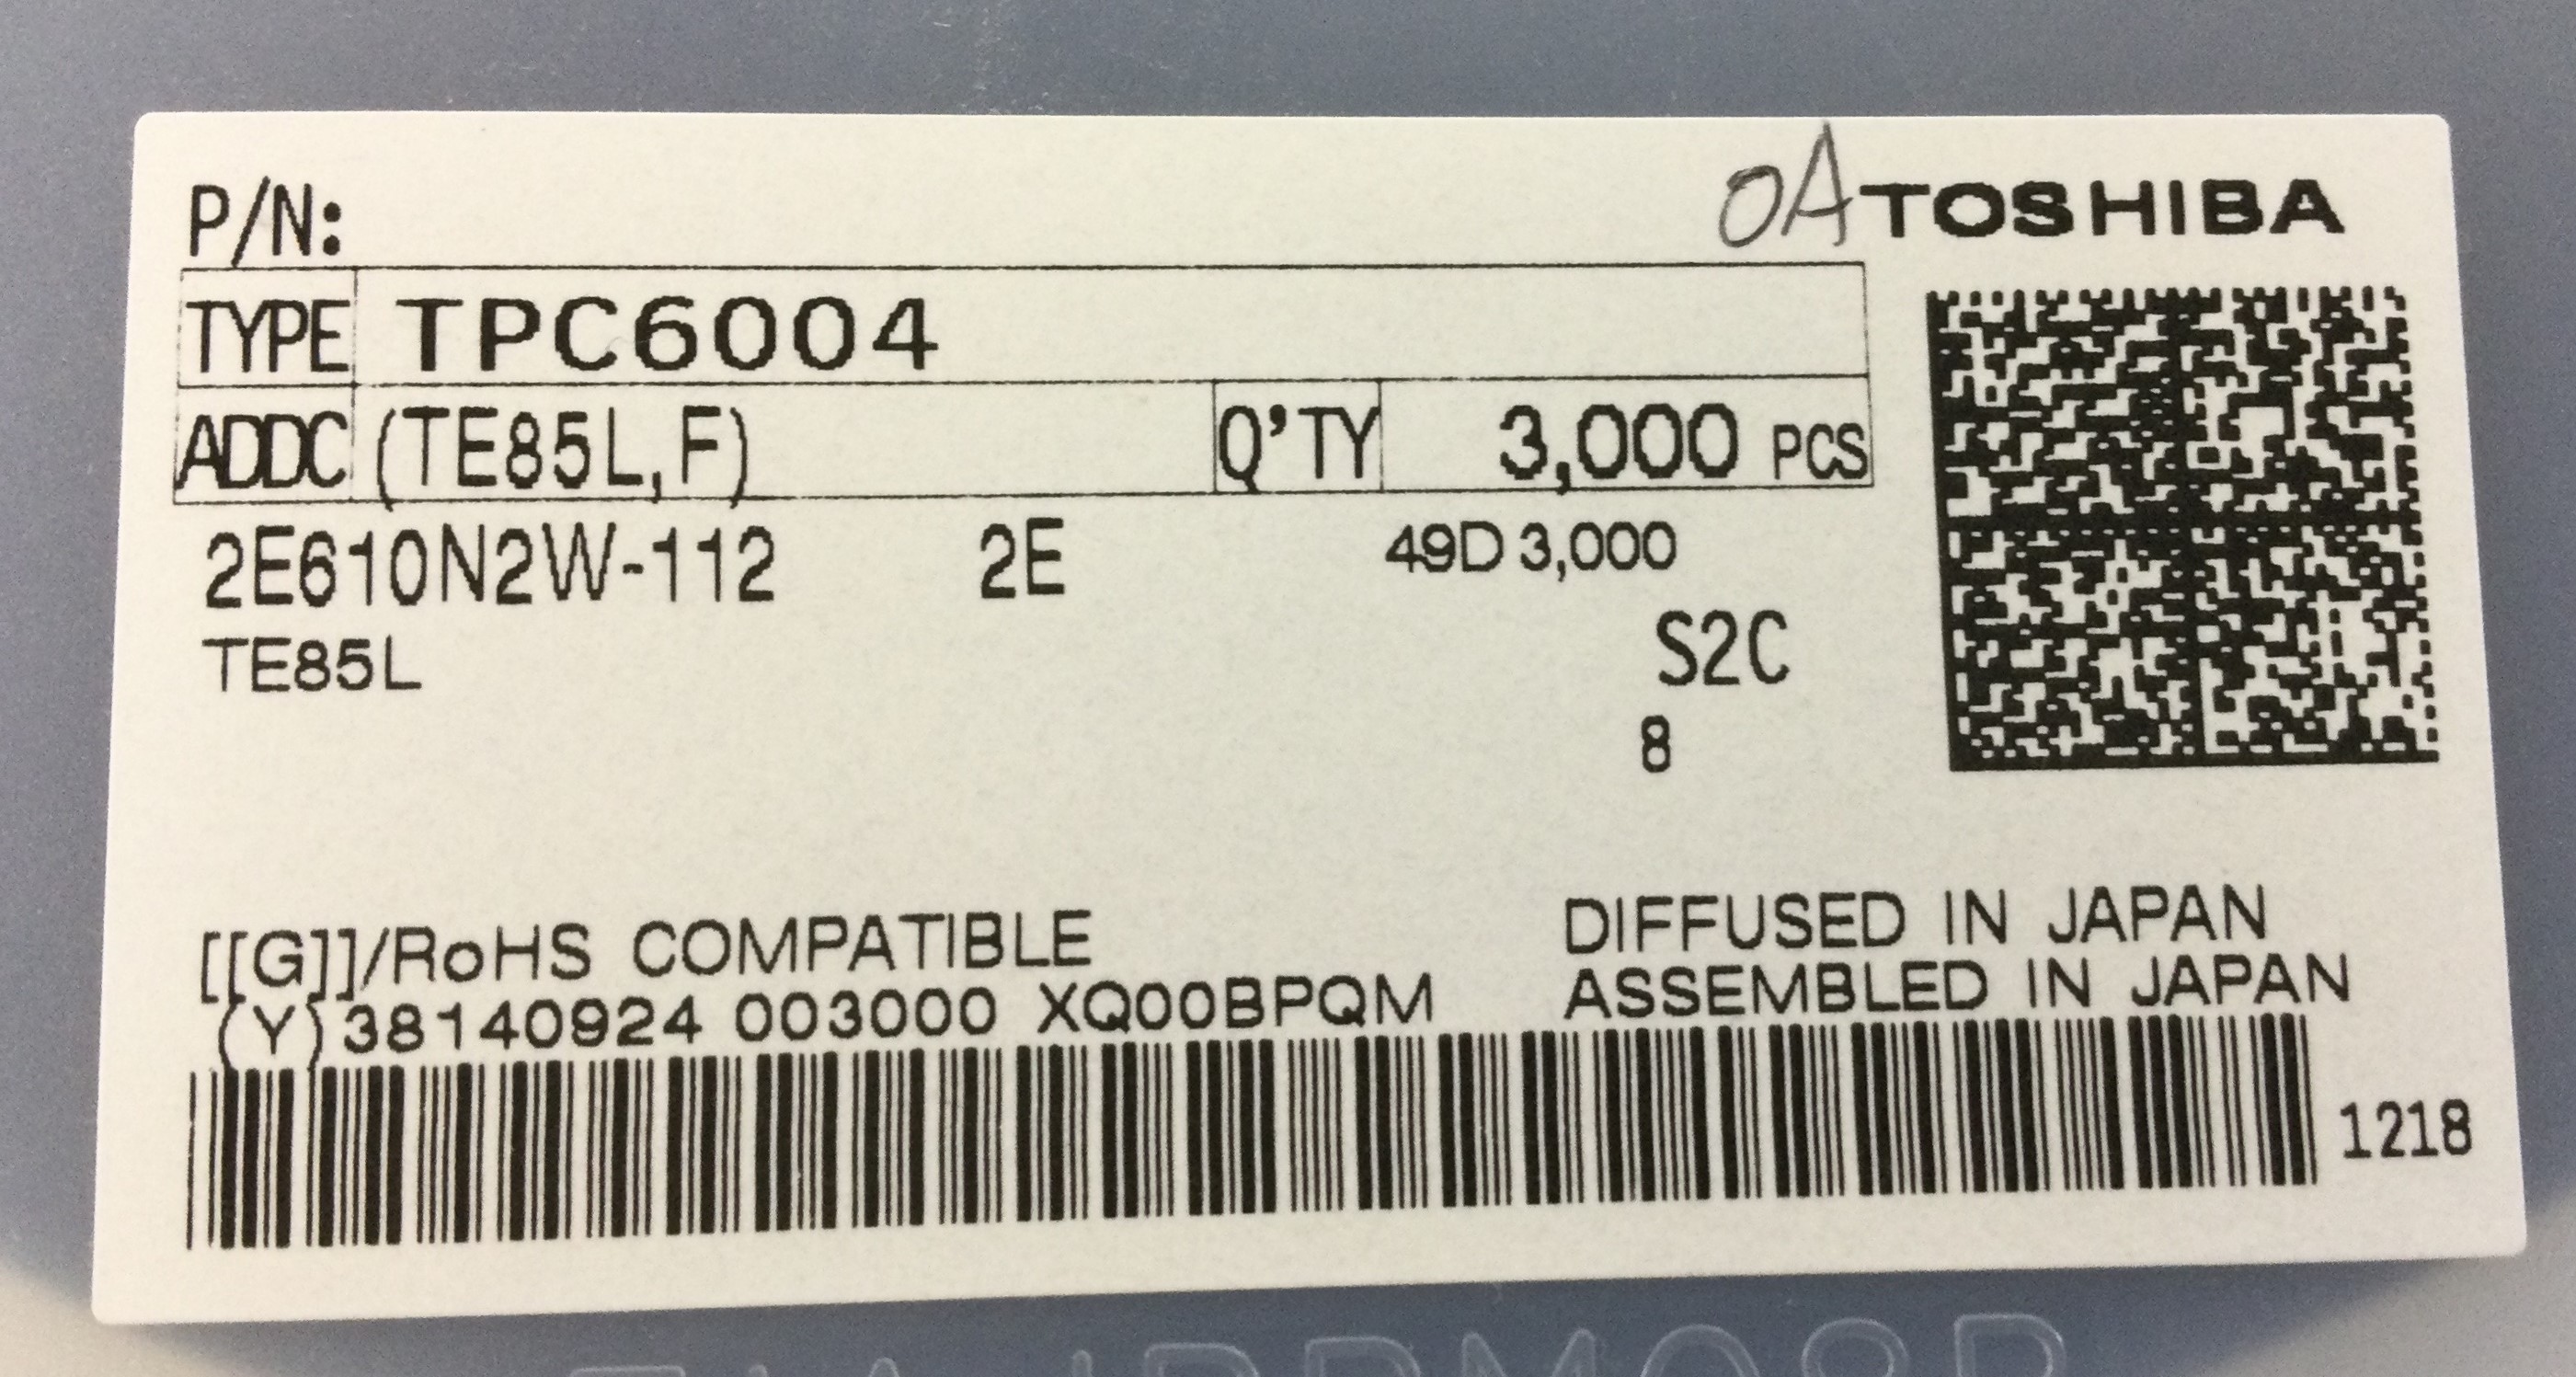 P/N:
OA TOSHIBA
TYPE TPC6004
ADDC (TE85L,F) Q'TY 3,000 PCS
2E610N2W-112 2E 49D 3,000
TE85L S2C
8
[[G]]/RoHS COMPATIBLE DIFFUSED IN JAPAN
(Y)38140924 003000 XQ00BPQM ASSEMBLED IN JAPAN
1218